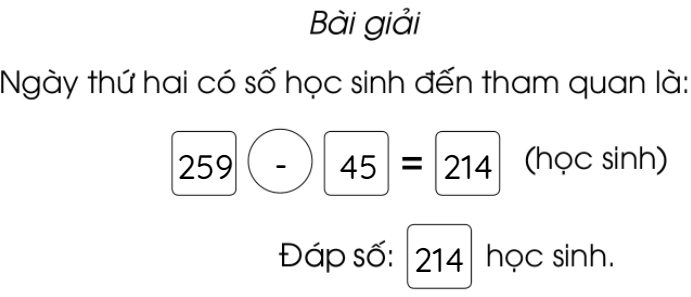 Bài giải
Ngày thứ hai có số học sinh đến tham quan là:
259 - 45 = 214 (học sinh)
Đáp số: 214 học sinh.